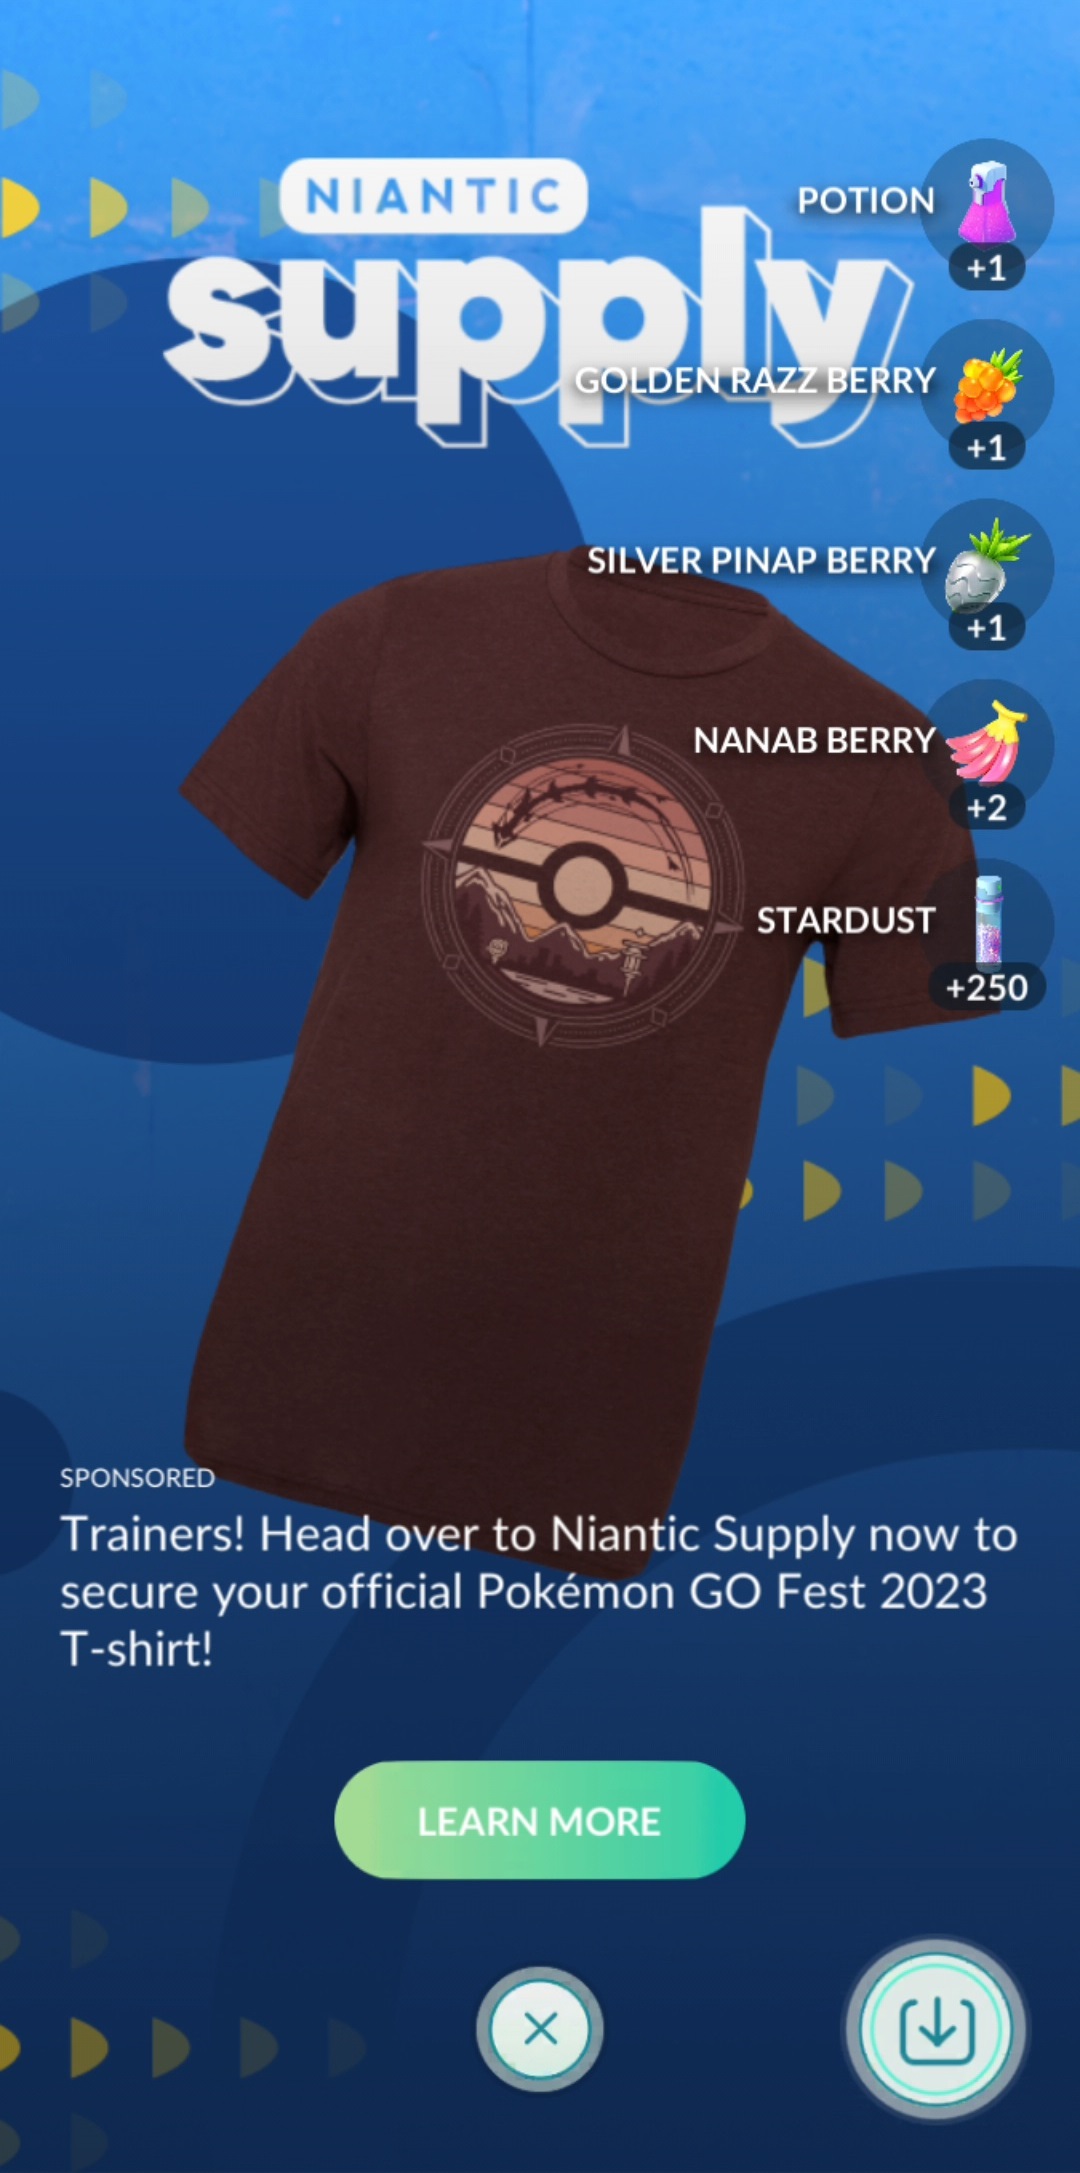 NIANTIC
supply
POTION
+1
GOLDEN RAZZ BERRY
+1
SILVER PINAP BERRY
+1
NANAB BERRY
+2
STARDUST
+250
SPONSORED
Trainers! Head over to Niantic Supply now to
secure your official Pokémon GO Fest 2023
T-shirt!
LEARN MORE